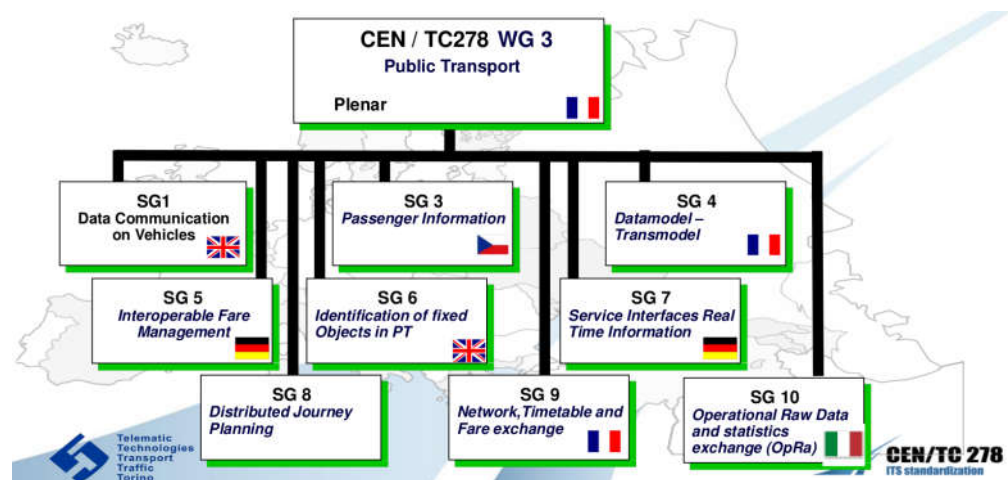 CEN / TC278 WG 3
Public Transport
Plenar
SG1
Data Communication
on Vehicles
SG 3
Passenger Information
SG 4
Datamodel –
Transmodel
SG 5
Interoperable Fare
Management
SG 6
Identification of fixed
Objects in PT
SG 7
Service Interfaces Real
Time Information
SG 8
Distributed Journey
Planning
SG 9
Network,Timetable and
Fare exchange
SG 10
Operational Raw Data
and statistics
exchange (OpRa)
Telematic
Technologies
Transport
Traffic
Torino
CEN/TC 278
ITS standardization